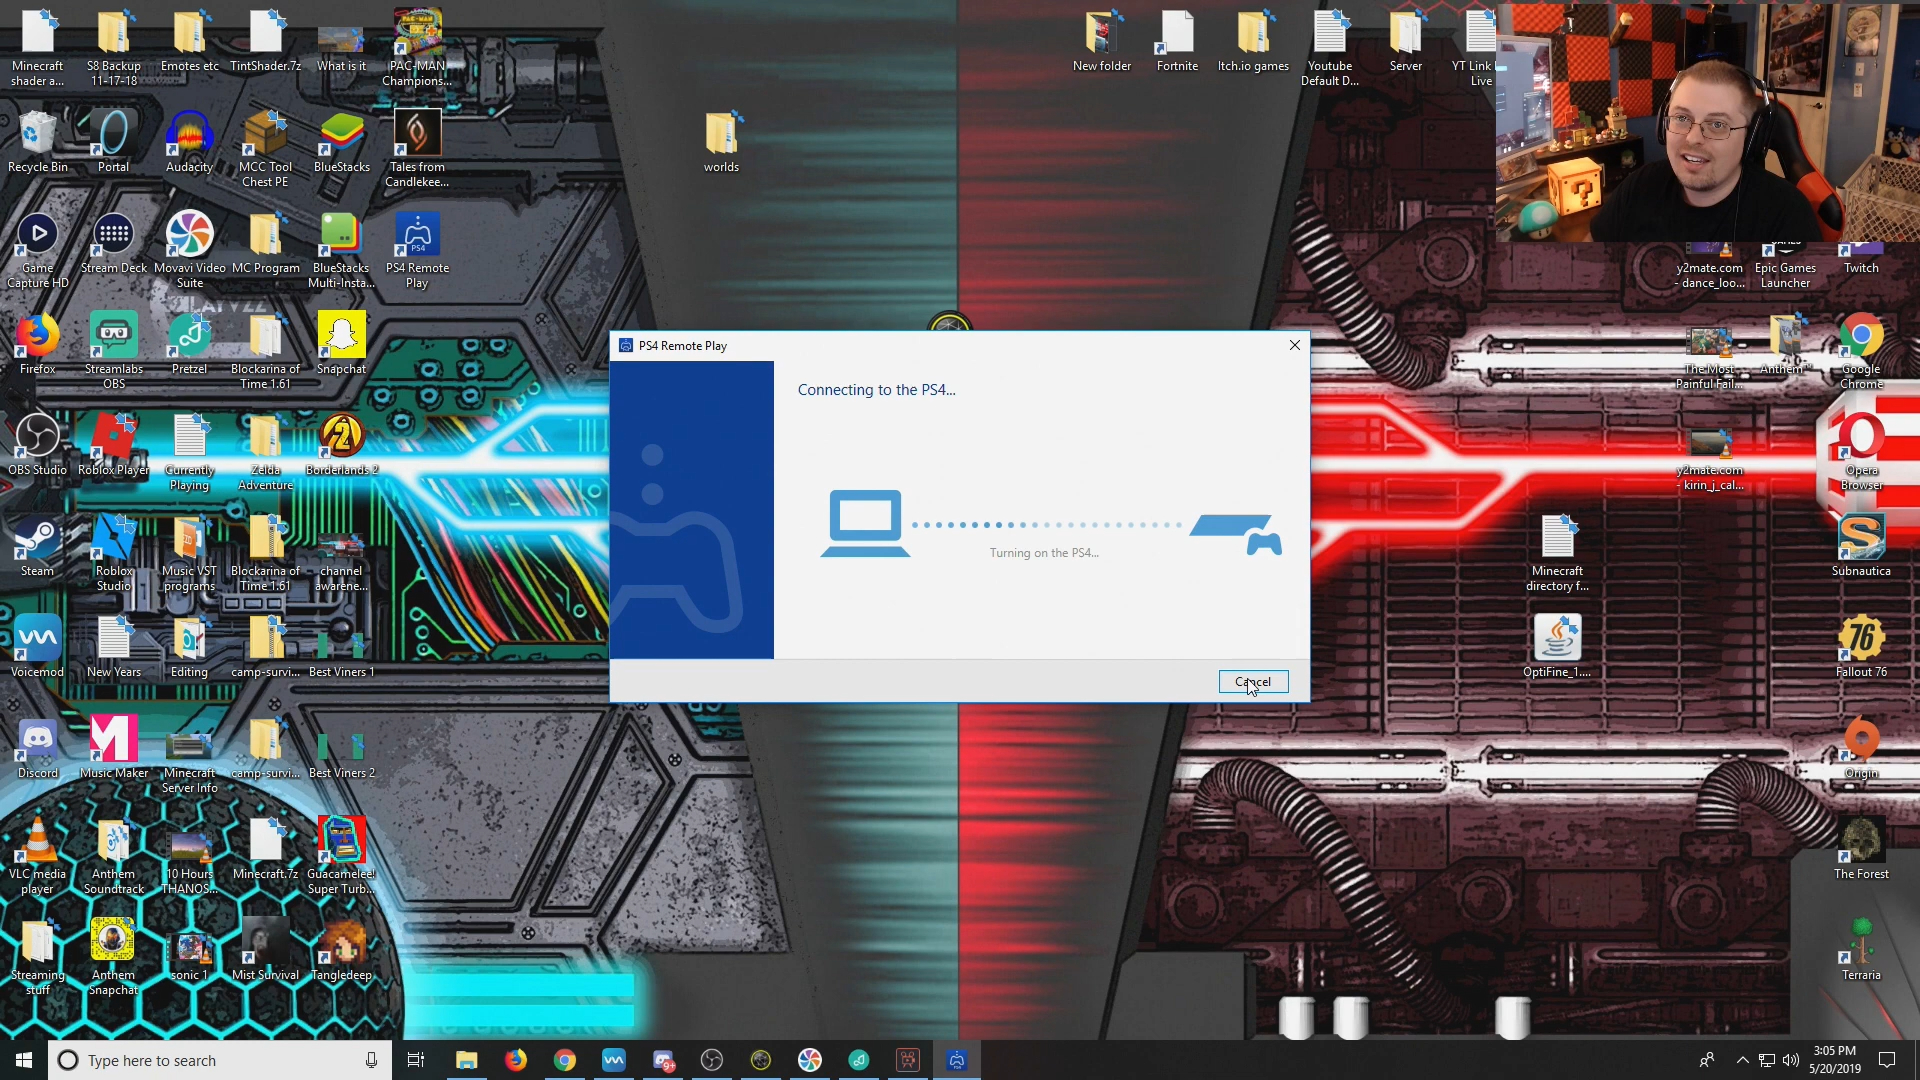 Minecraft
shader a...
S8 Backup
11-17-18
Emotes etc
TintShader.7z
What is it
PAC-MAN
Champions...
New folder
Fortnite
Itch.io games
Youtube
Default D...
Server
YT Link
Live
Recycle Bin
Portal
Audacity
MCC Tool
Chest PE
BlueStacks
Tales from
Candlekee...
worlds
Game
Capture HD
Stream Deck
Movavi Video
Suite
MC Program
BlueStacks
Multi-Insta...
PS4
PS4 Remote
Play
y2mate.com
- dance_loo...
Epic Games
Launcher
Twitch
Firefox
Streamlabs
OBS
Pretzel
Blockarina of
Time 1.61
Snapchat
The Most
Painful Fail...
Anthem™
Google
Chrome
PS4 Remote Play
Connecting to the PS4...
Turning on the PS4...
Cancel
OBS Studio
Roblox Player
Currently
Playing
Zelda
Adventure
Borderlands 2
y2mate.com
- kirin_j_cal...
Opera
Browser
Steam
Roblox
Studio
Music VST
programs
Blockarina of
Time 1.61
channel
awarene...
Minecraft
directory f...
Subnautica
Voicemod
New Years
Editing
camp-survi...
Best Viners 1
OptiFine_1....
76
Fallout 76
Discord
Music Maker
Minecraft
Server Info
camp-survi...
Best Viners 2
Origin
VLC media
player
Anthem
Soundtrack
10 Hours
THANOS...
Minecraft.7z
Guacamelee!
Super Turb...
The Forest
Streaming
stuff
Anthem
Snapchat
sonic 1
Mist Survival
Tangledeep
Terraria
Type here to search
9+
3:05 PM
5/20/2019